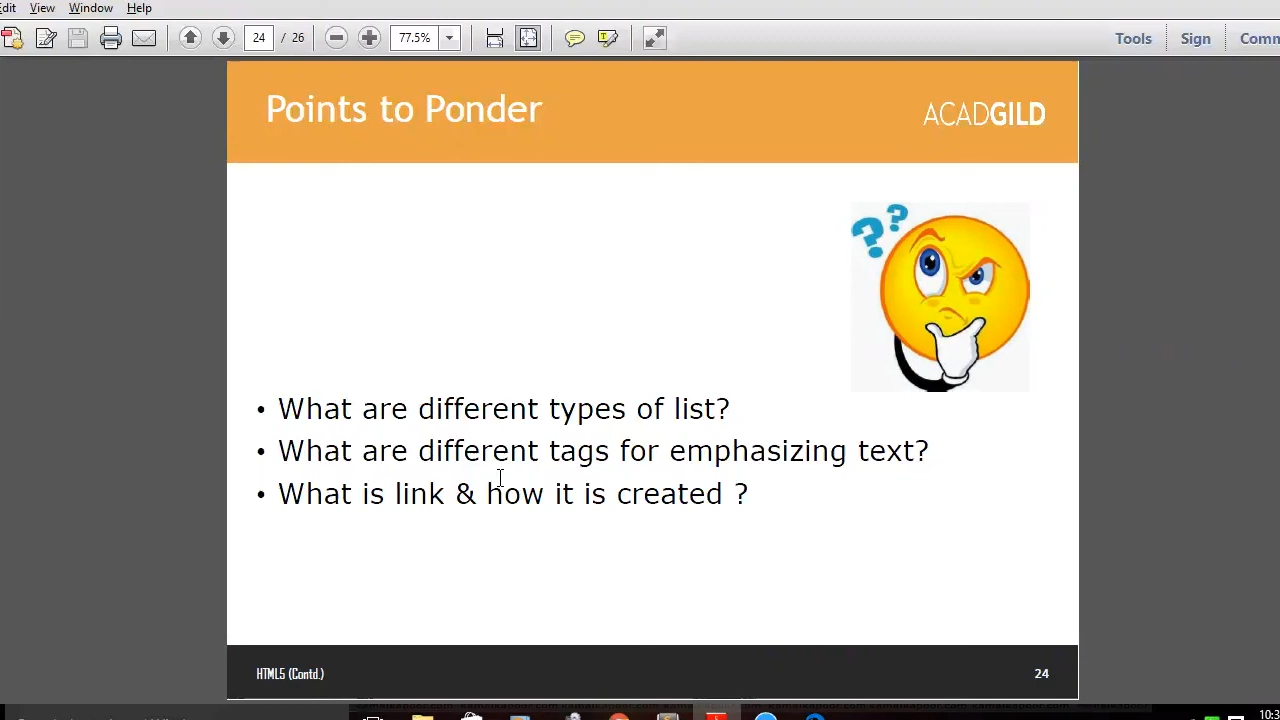 dit View Window Help
24 / 26 77.5% Tools Sign Comm
Points to Ponder
ACADGILD
? ?
• What are different types of list?
• What are different tags for emphasizing text?
• What is link & how it is created ?
HTML5 (Contd.) 24